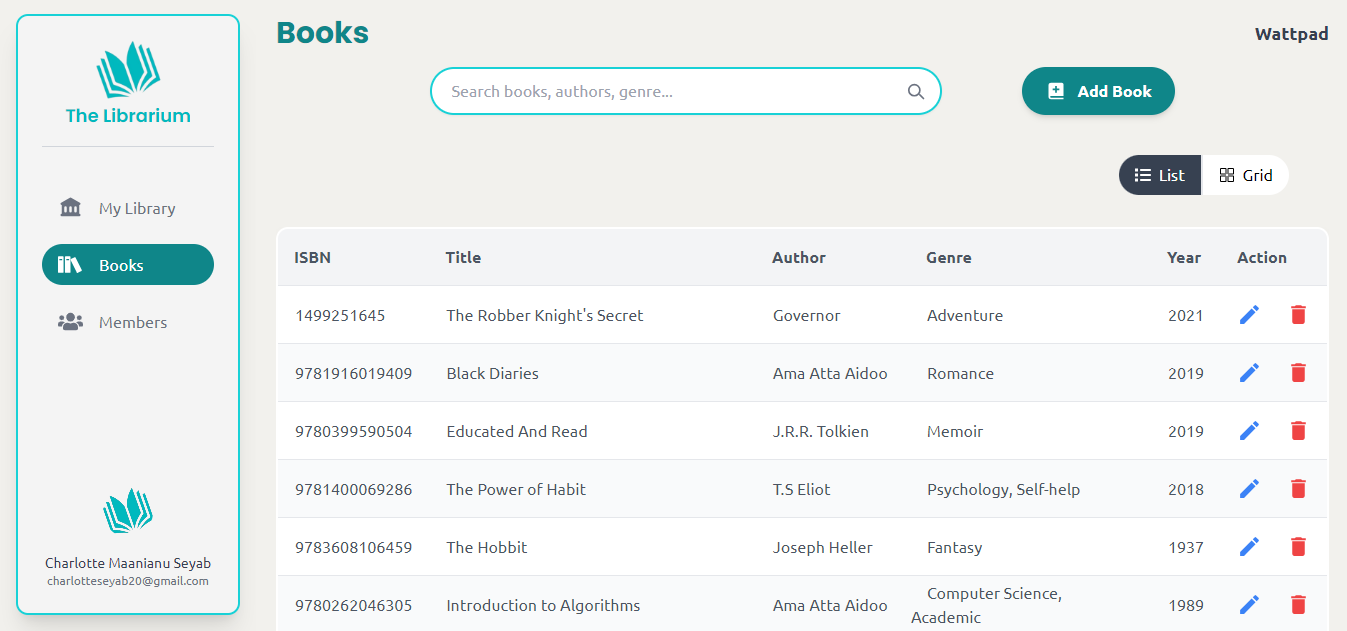 The Librarium
My Library
Books
Members
Charlotte Maanianu Seyab
charlotteseyab20@gmail.com
Books
Wattpad
Search books, authors, genre...
Add Book
List Grid
ISBN Title Author Genre Year Action
1499251645 The Robber Knight's Secret Governor Adventure 2021
9781916019409 Black Diaries Ama Atta Aidoo Romance 2019
9780399590504 Educated And Read J.R.R. Tolkien Memoir 2019
9781400069286 The Power of Habit T.S Eliot Psychology, Self-help 2018
9783608106459 The Hobbit Joseph Heller Fantasy 1937
9780262046305 Introduction to Algorithms Ama Atta Aidoo Computer Science, 1989
Academic